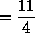 = 11/4